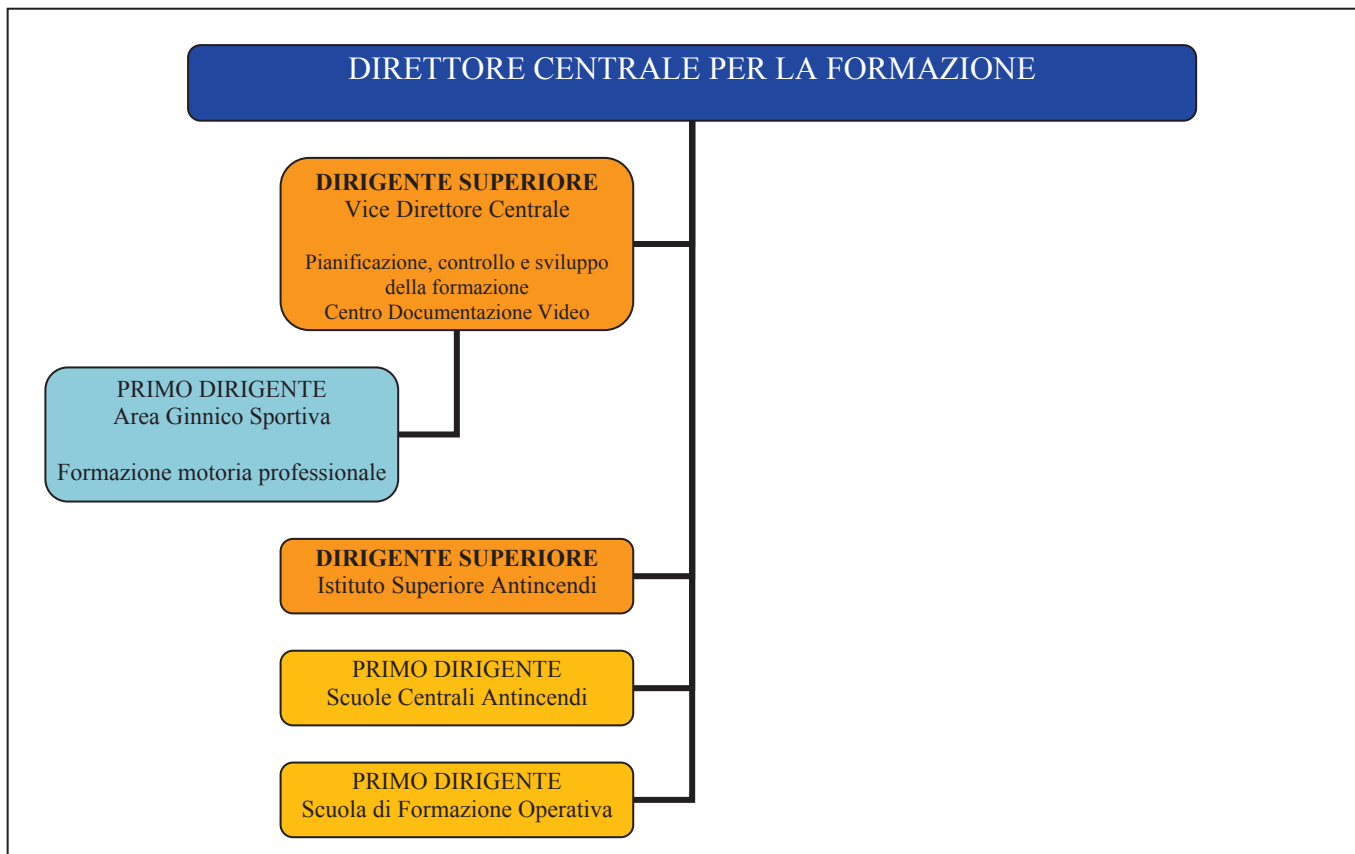 DIRETTORE CENTRALE PER LA FORMAZIONE
DIRIGENTE SUPERIORE
Vice Direttore Centrale
Pianificazione, controllo e sviluppo
della formazione
Centro Documentazione Video
PRIMO DIRIGENTE
Area Ginnico Sportiva
Formazione motoria professionale
DIRIGENTE SUPERIORE
Istituto Superiore Antincendi
PRIMO DIRIGENTE
Scuole Centrali Antincendi
PRIMO DIRIGENTE
Scuola di Formazione Operativa